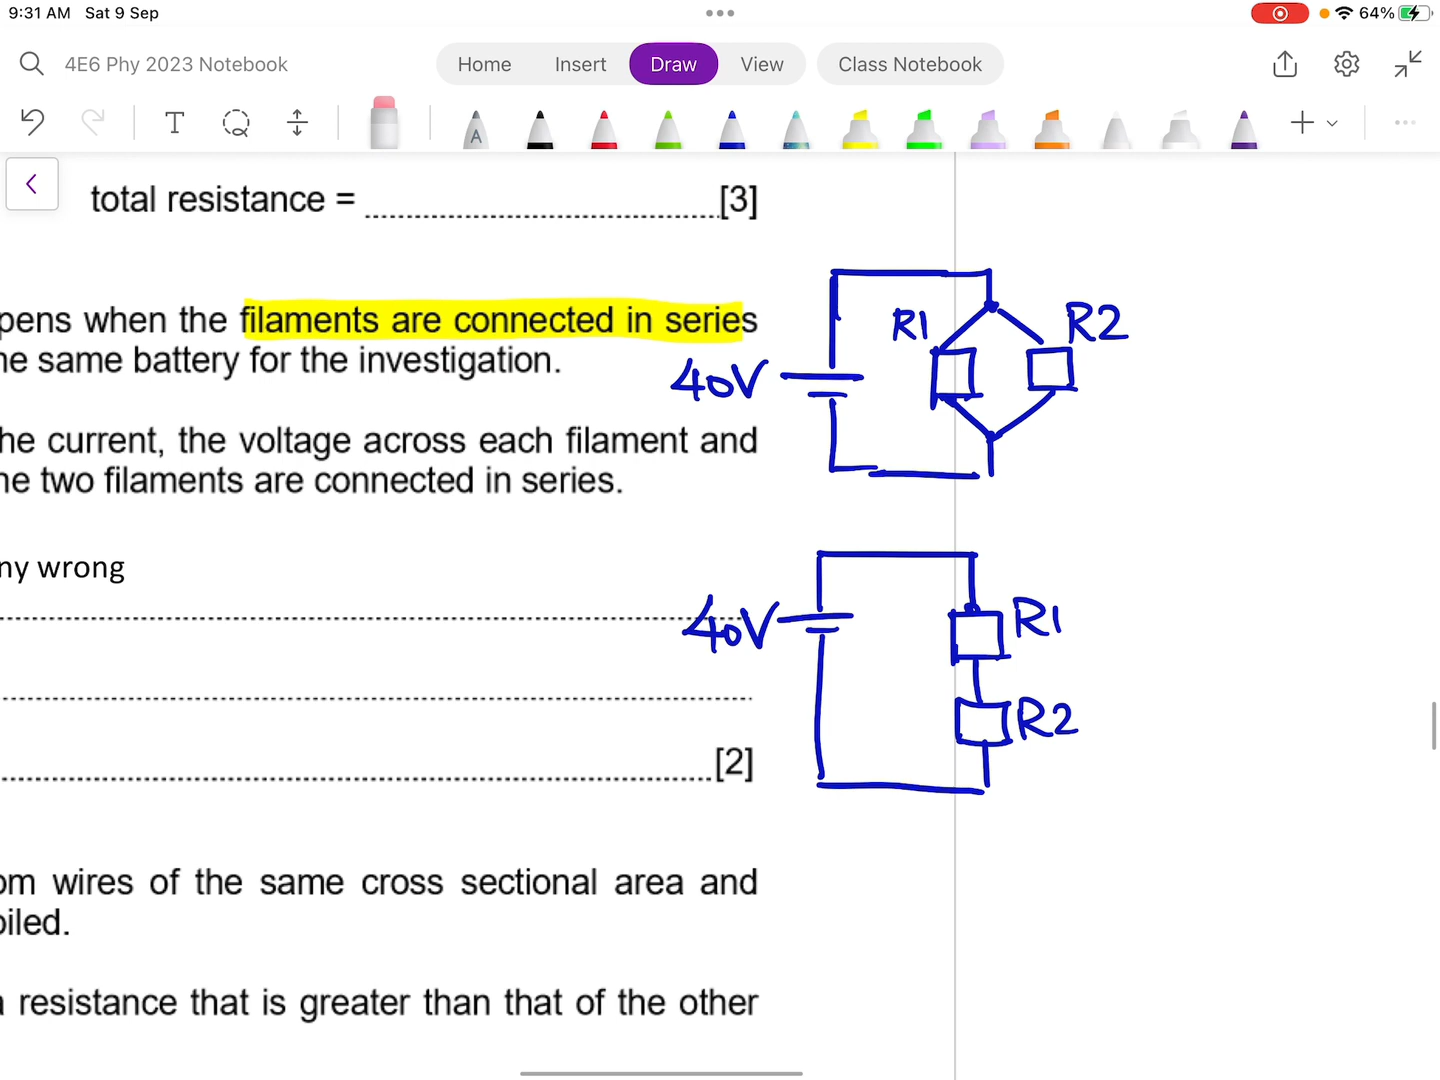 9:31 AM Sat 9 Sep
64%
4E6 Phy 2023 Notebook
Home Insert Draw View Class Notebook
T
A
total resistance = ........................................[3]
pens when the filaments are connected in series
he same battery for the investigation.
R1 R2
40V
he current, the voltage across each filament and
he two filaments are connected in series.
ny wrong
40V R1
R2
[2]
om wires of the same cross sectional area and
oiled.
a resistance that is greater than that of the other